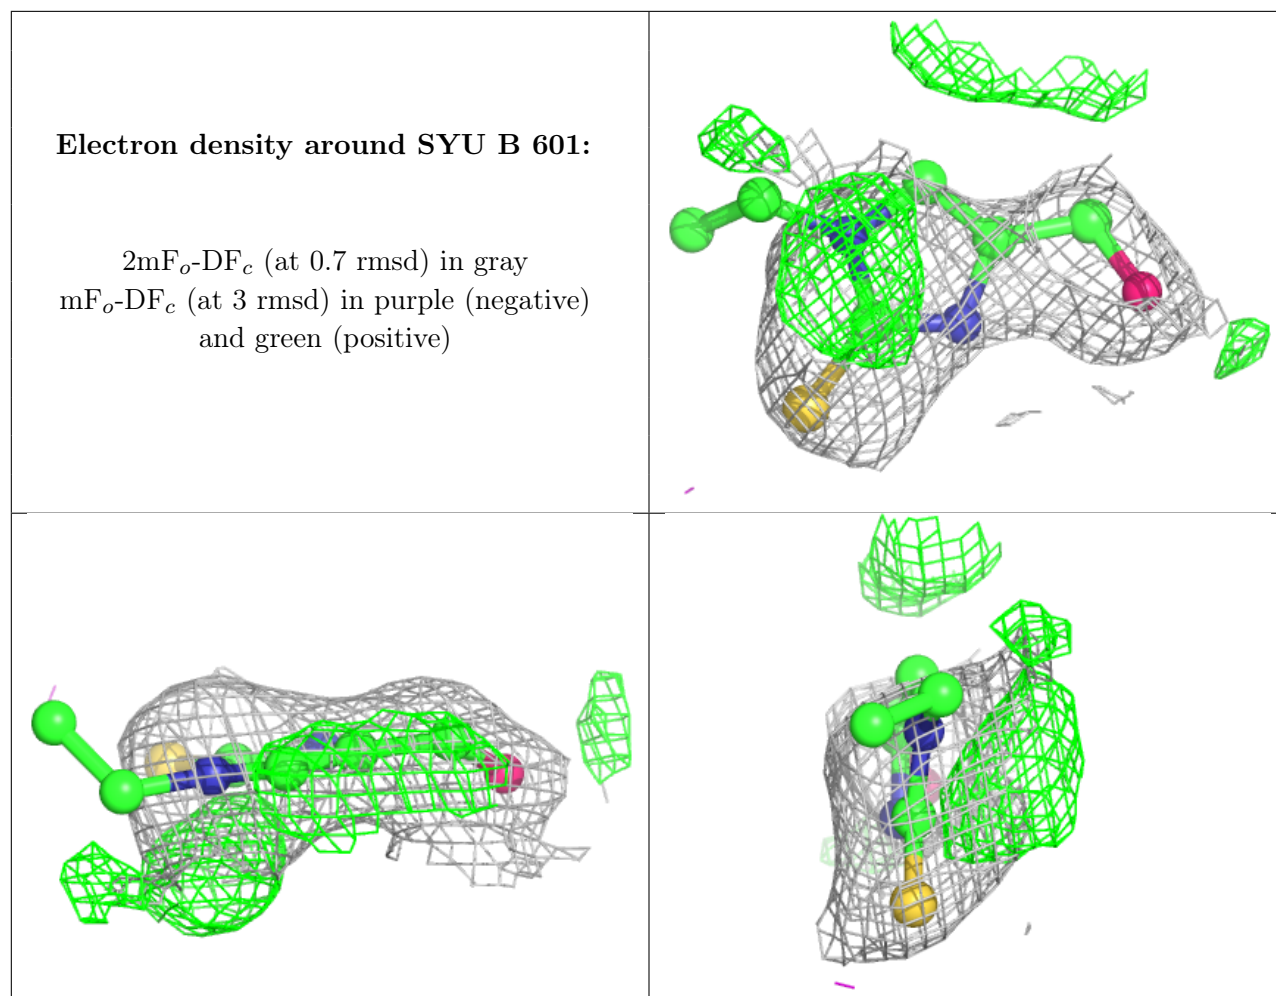 Electron density around SYU B 601:
2mFo-DFc (at 0.7 rmsd) in gray
mFo-DFc (at 3 rmsd) in purple (negative)
and green (positive)